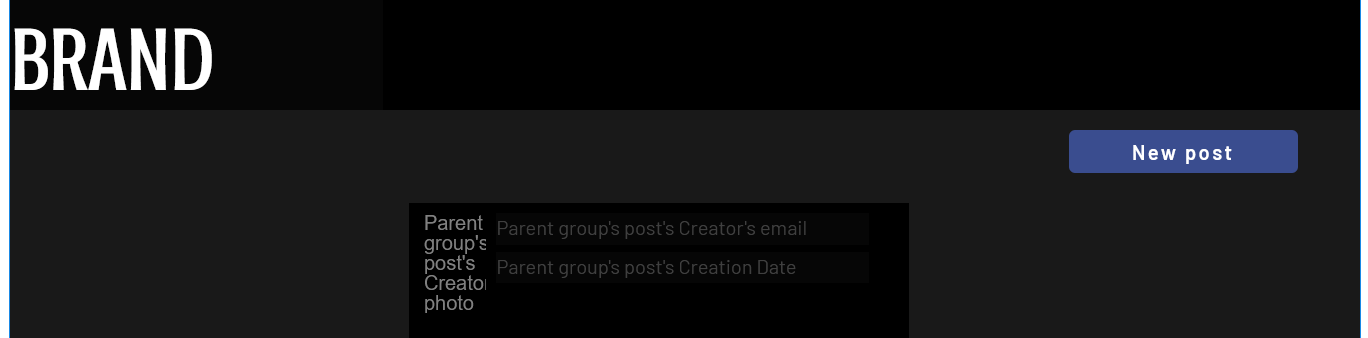 BRAND
New post
Parent
group's
post's
Creator
photo
Parent group's post's Creator's email
Parent group's post's Creation Date